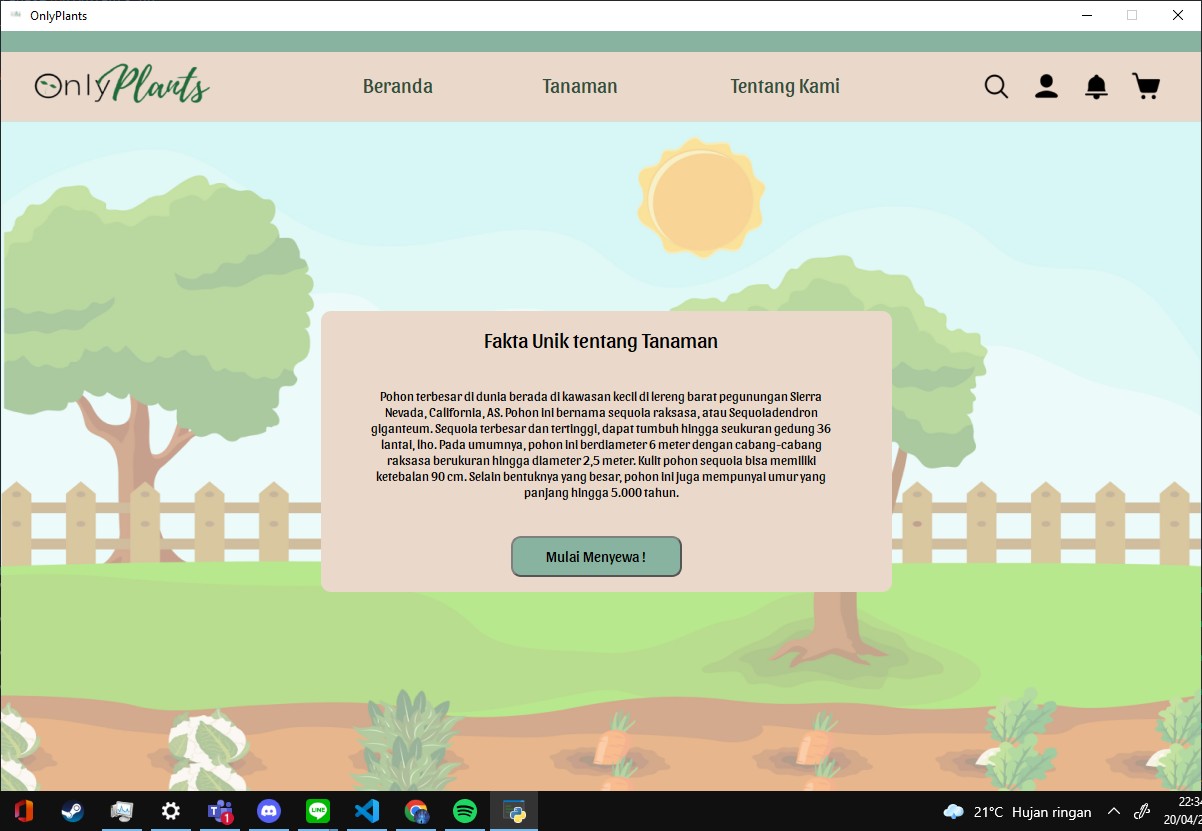 OnlyPlants
OnlyPlants
Beranda
Tanaman
Tentang Kami
Fakta Unik tentang Tanaman
Pohon terbesar di dunia berada di kawasan kecil di lereng barat pegunungan Sierra
Nevada, California, AS. Pohon ini bernama sequoia raksasa, atau Sequoiadendron
giganteum. Sequoia terbesar dan tertinggi, dapat tumbuh hingga seukuran gedung 36
lantai, lho. Pada umumnya, pohon ini berdiameter 6 meter dengan cabang-cabang
raksasa berukuran hingga diameter 2,5 meter. Kulit pohon sequoia bisa memiliki
ketebalan 90 cm. Selain bentuknya yang besar, pohon ini juga mempunyai umur yang
panjang hingga 5.000 tahun.
Mulai Menyewa !
1
LINE
21°C Hujan ringan
22:3
20/04/2